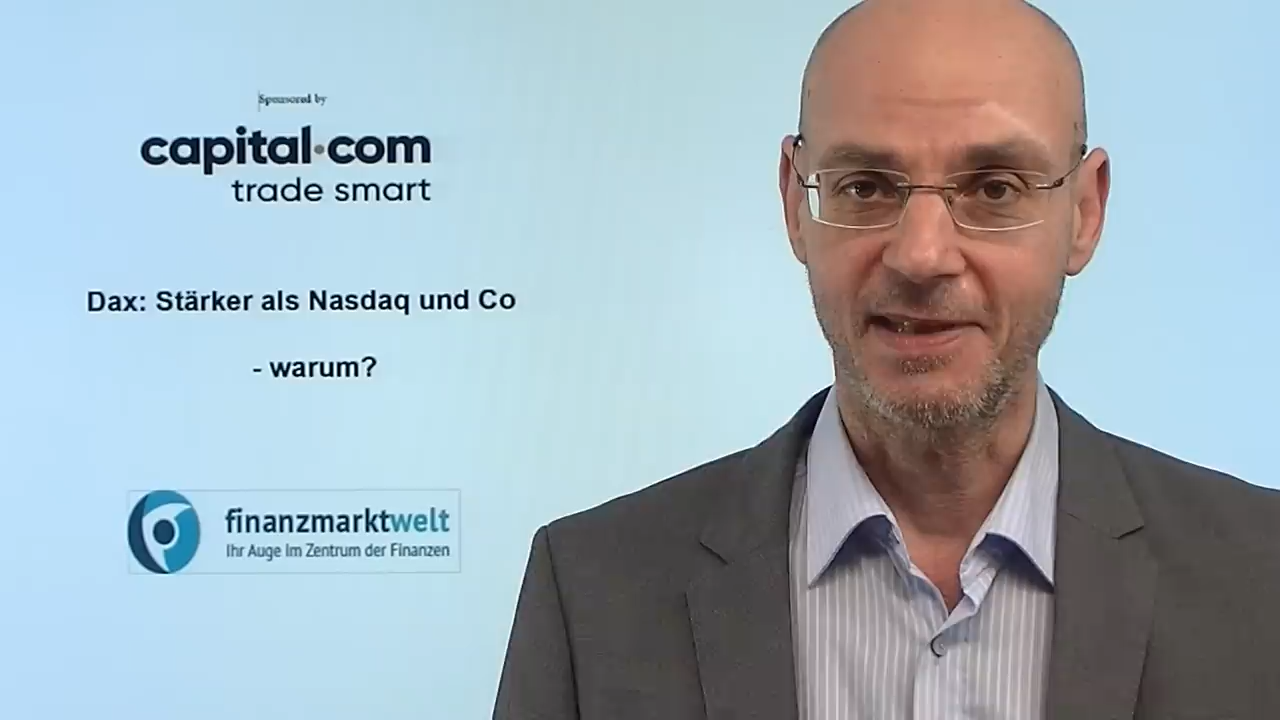 Sponsored by
capital.com
trade smart
Dax: Stärker als Nasdaq und Co
- warum?
finanzmarktwelt
Ihr Auge im Zentrum der Finanzen